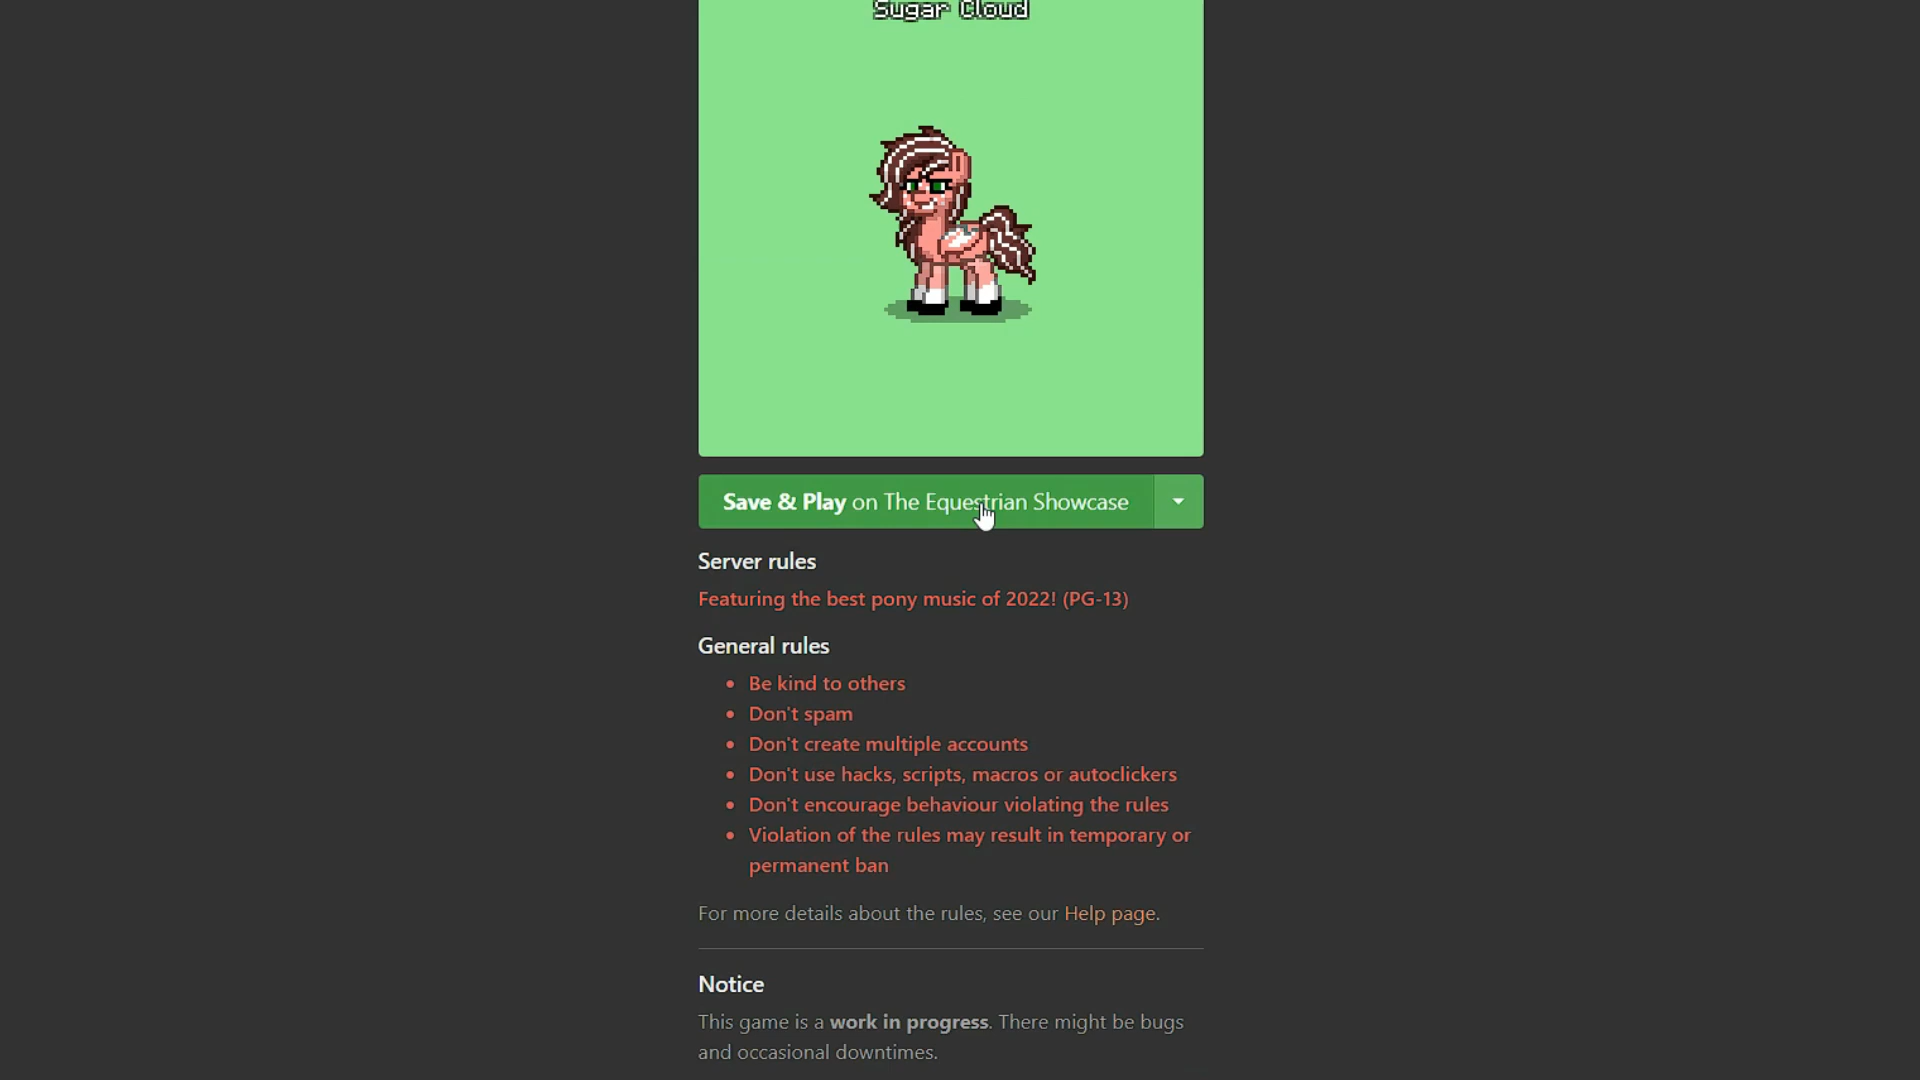 Sugar Cloud
Save & Play on The Equestrian Showcase
Server rules
Featuring the best pony music of 2022! (PG-13)
General rules
Be kind to others
Don't spam
Don't create multiple accounts
Don't use hacks, scripts, macros or autoclickers
Don't encourage behaviour violating the rules
Violation of the rules may result in temporary or
permanent ban
For more details about the rules, see our Help page.
Notice
This game is a work in progress. There might be bugs
and occasional downtimes.